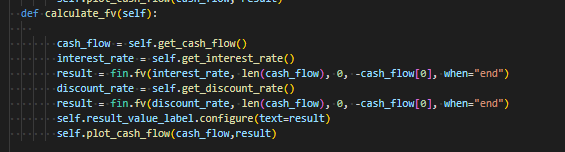 self.plot_cash_flow(cash_flow, result)
def calculate_fv(self):
cash_flow = self.get_cash_flow()
interest_rate = self.get_interest_rate()
result = fin.fv(interest_rate, len(cash_flow), 0, -cash_flow[0], when="end")
discount_rate = self.get_discount_rate()
result = fin.fv(discount_rate, len(cash_flow), 0, -cash_flow[0], when="end")
self.result_value_label.configure(text=result)
self.plot_cash_flow(cash_flow,result)